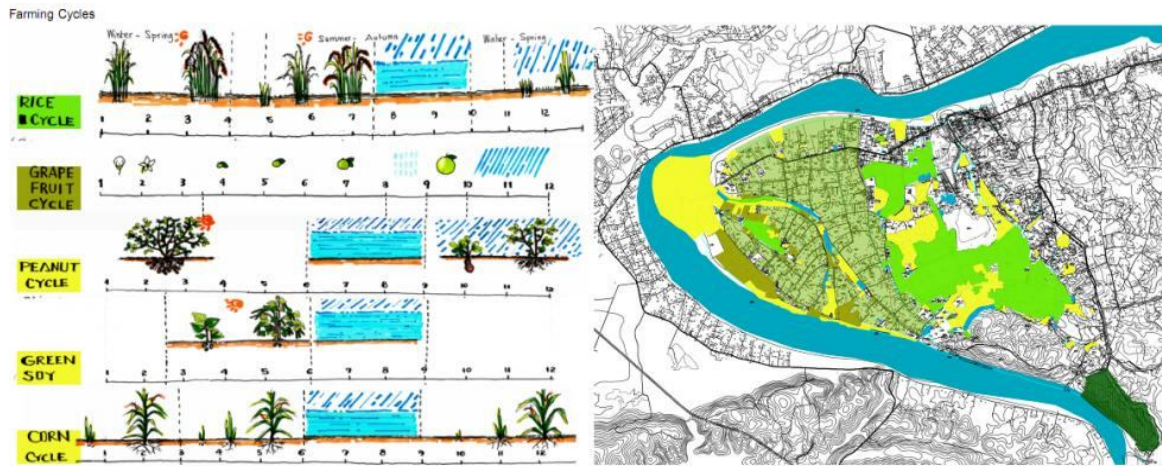 Farming Cycles
Winter - Spring
Summer - Autumn
Winter - Spring
RICE
CYCLE
1 2 3 4 5 6 7 8 9 10 11 12
GRAPE
FRUIT
CYCLE
1 2 3 4 5 6 7 8 9 10 11 12
PEANUT
CYCLE
1 2 3 4 5 6 7 8 9 10 11 12
GREEN
SOY
1 2 3 4 5 6 7 8 9 10 11 12
CORN
CYCLE
1 2 3 4 5 6 7 8 9 10 11 12